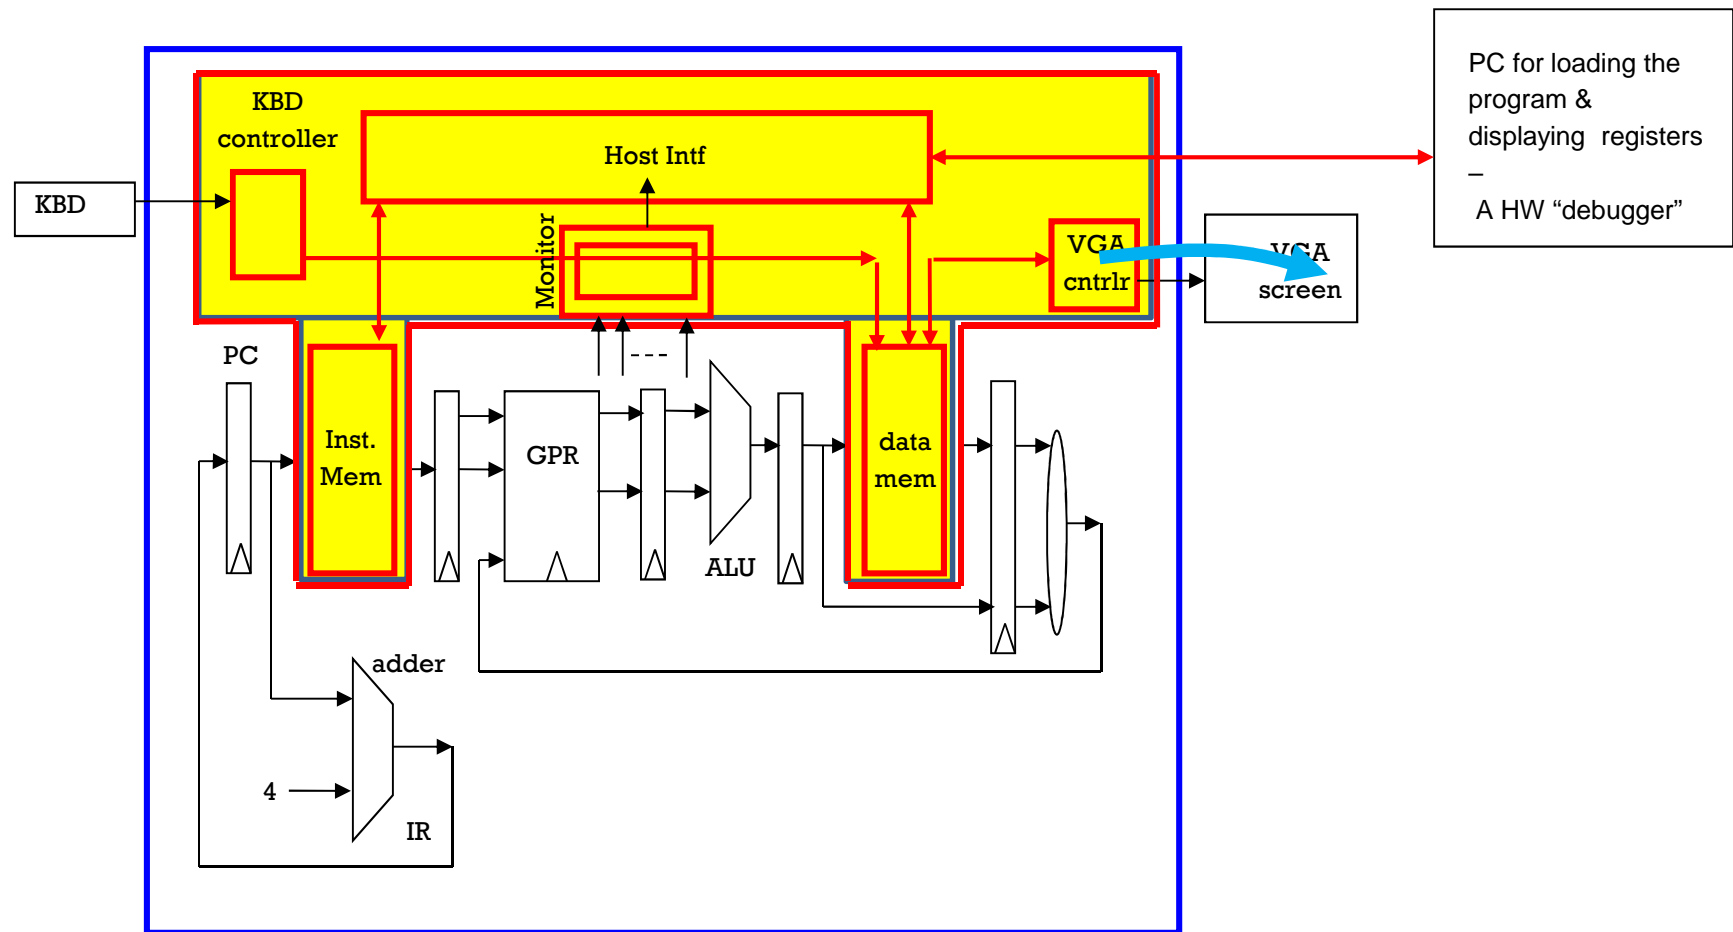 PC for loading the
program &
displaying registers
–
A HW “debugger”
KBD
controller
Host Intf
KBD
Monitor
VGA
cntrlr
VGA
screen
PC
----
Inst.
Mem
GPR
ALU
data
mem
adder
4
IR